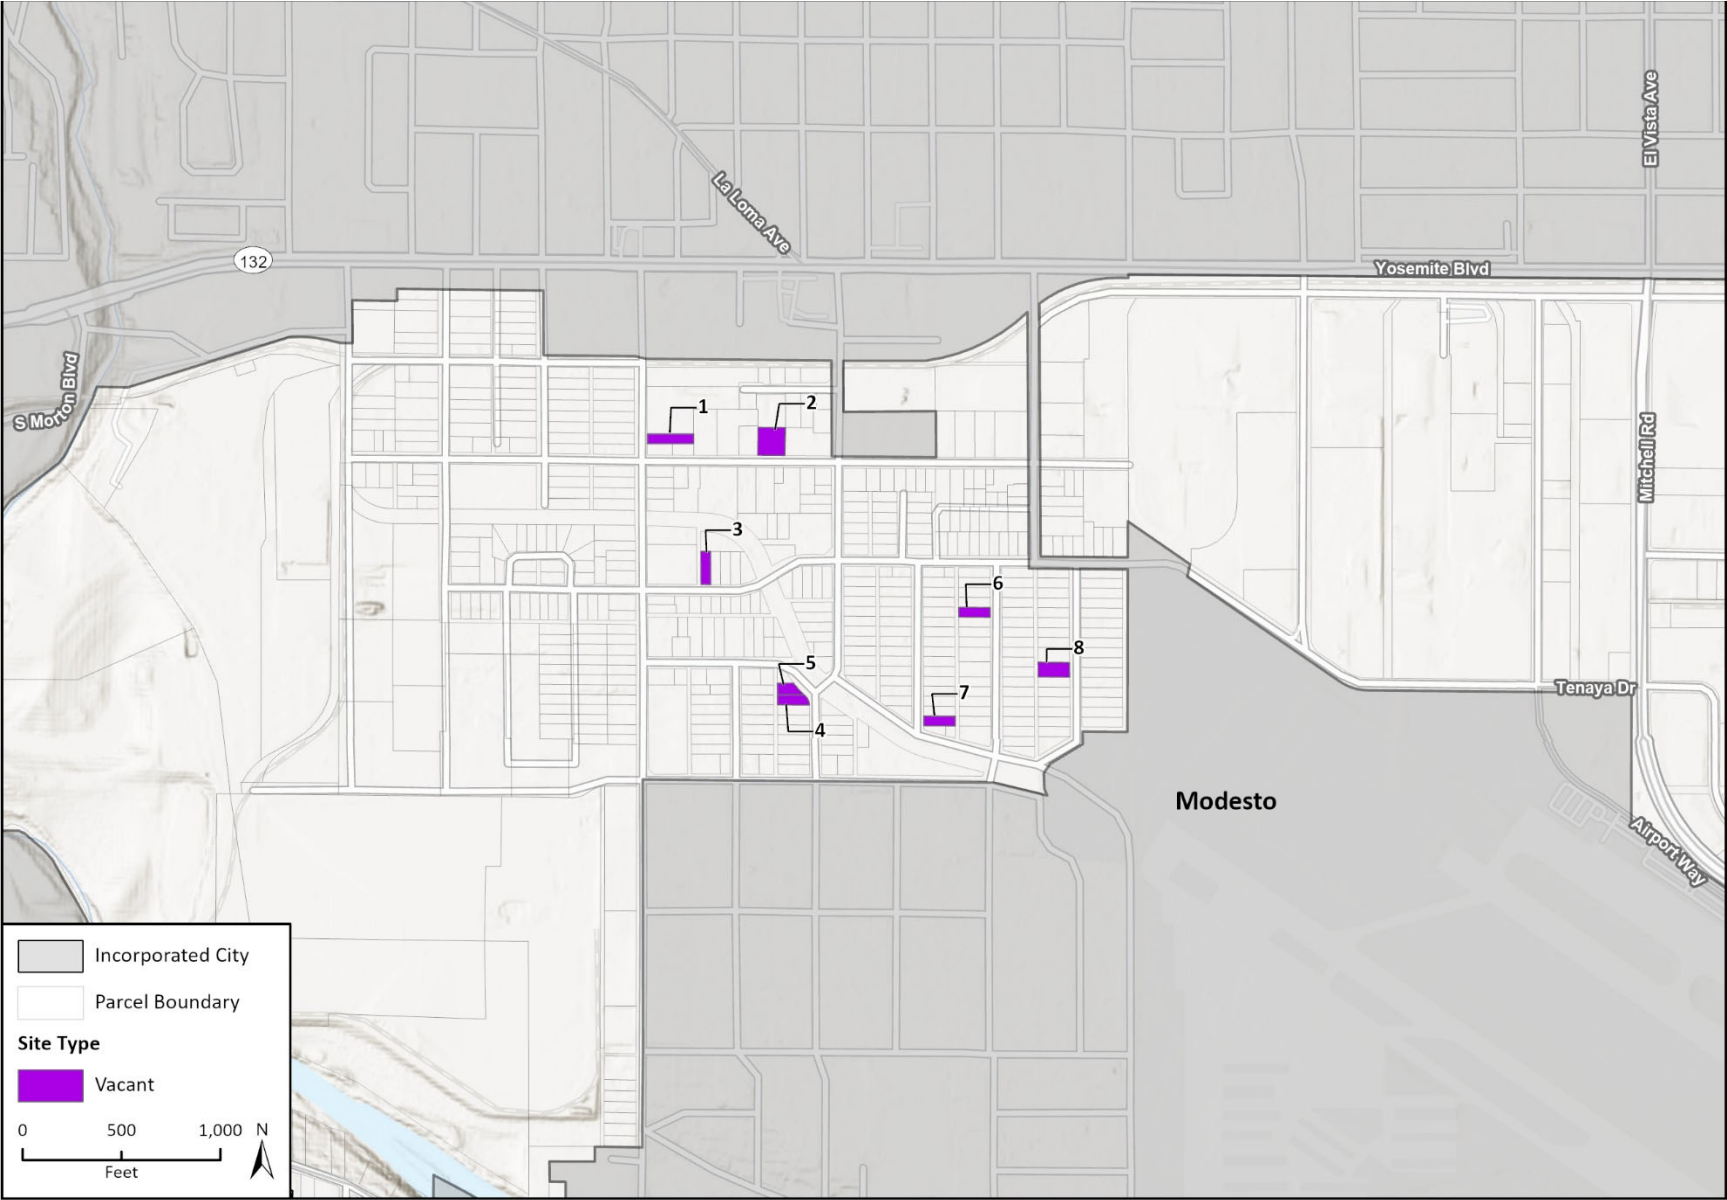 El Vista Ave
La Loma Ave
132
Yosemite Blvd
S Morton Blvd
1
2
Mitchell Rd
3
6
8
5
7
4
Tenaya Dr
Modesto
Airport Way
Incorporated City
Parcel Boundary
Site Type
Vacant
0 500 1,000 N
Feet